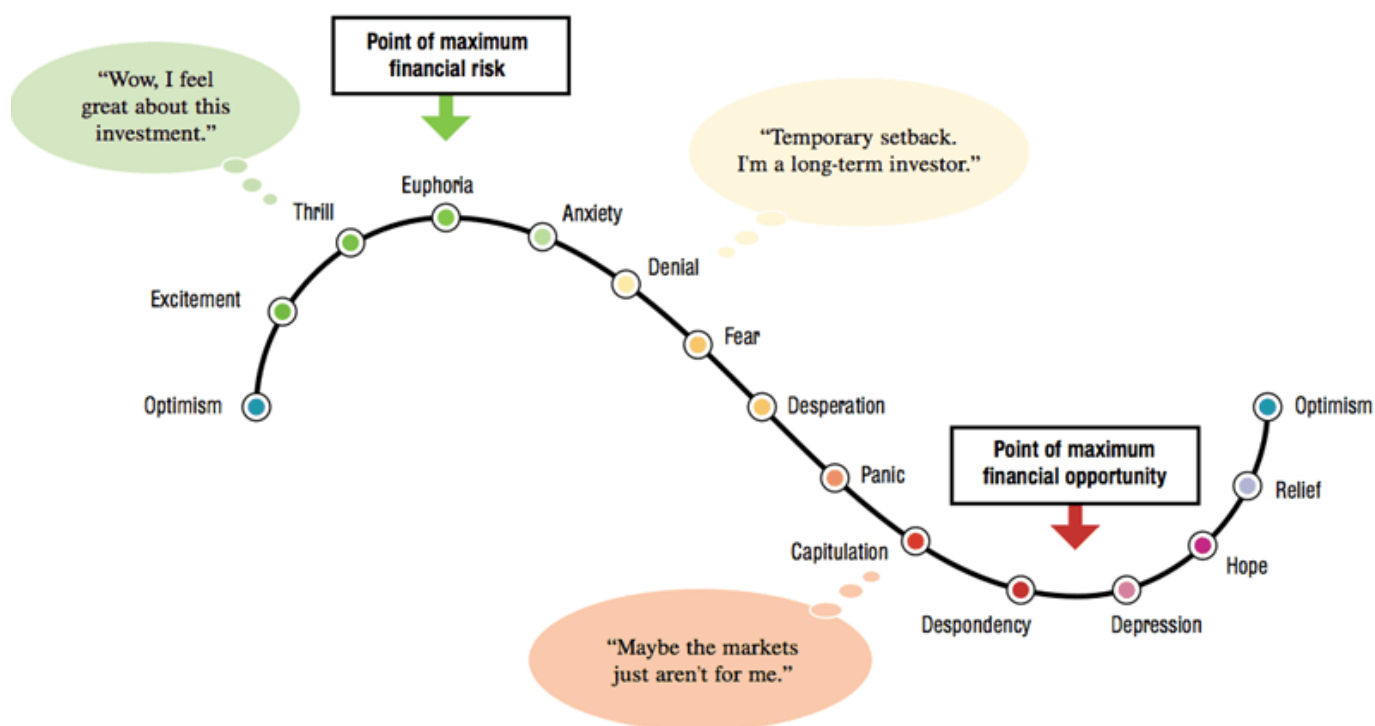 Point of maximum
financial risk
“Wow, I feel
great about this
investment.”
“Temporary setback.
I'm a long-term investor.”
Euphoria
Thrill
Anxiety
Denial
Excitement
Fear
Optimism
Desperation
Optimism
Point of maximum
financial opportunity
Panic
Relief
Capitulation
Hope
Despondency
Depression
“Maybe the markets
just aren't for me.”